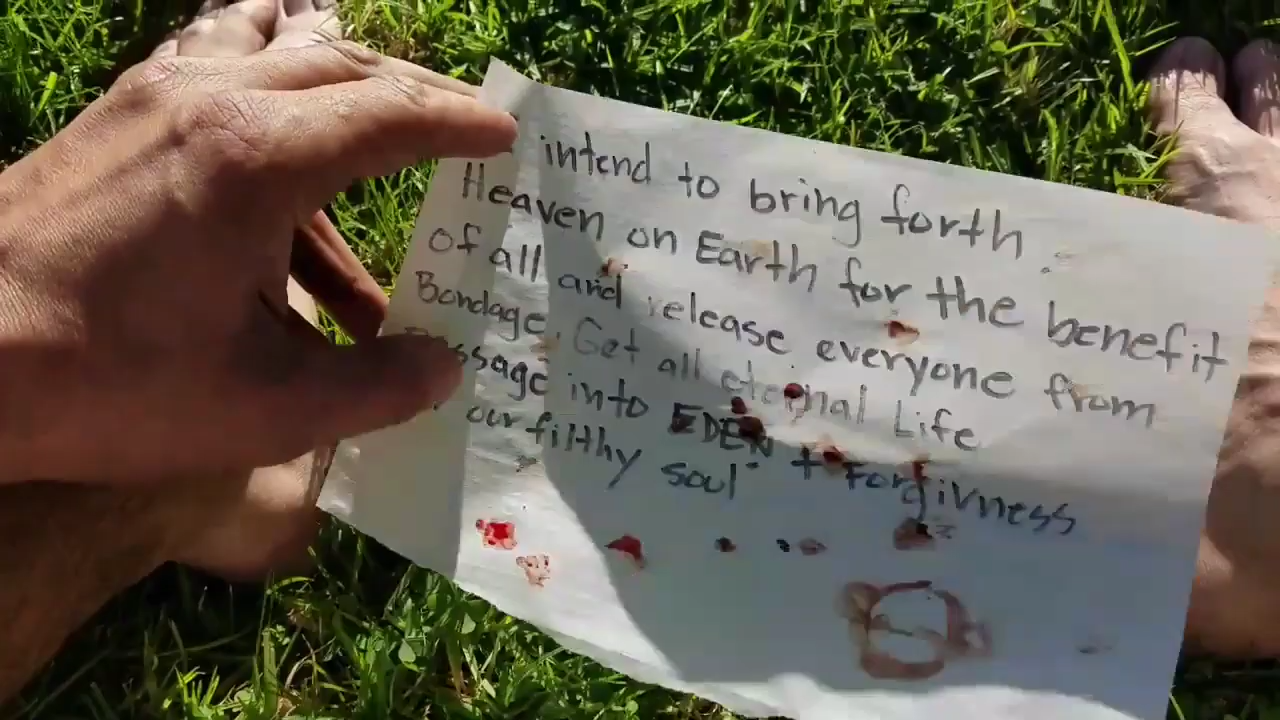 intend to bring forth
Heaven on Earth for the benefit
of all and release everyone from
Bondage. Get all eternal Life
Passage into EDEN + Forgivness
our filthy soul